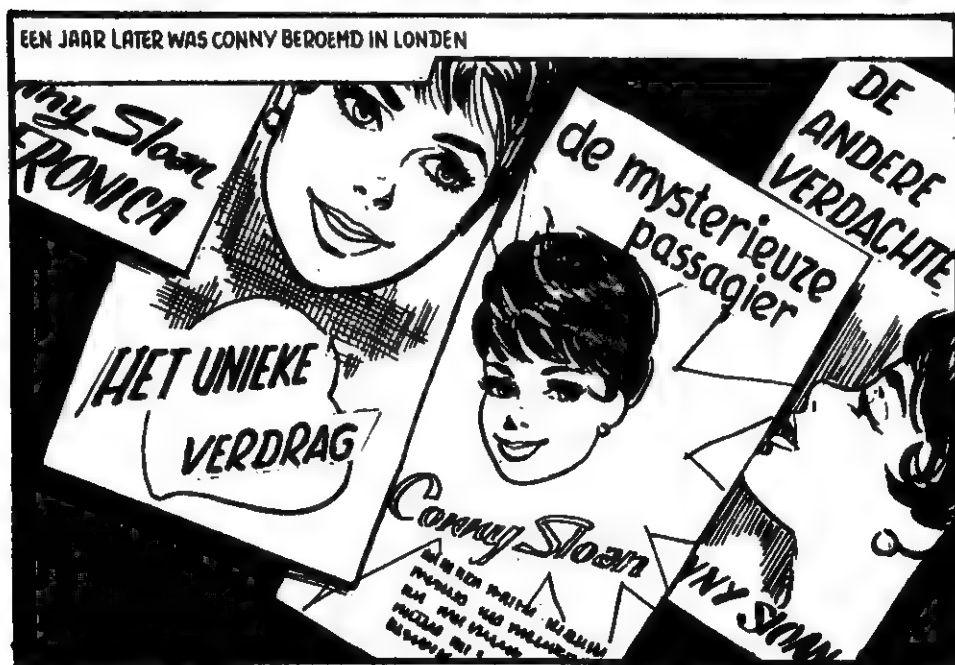 EEN JAAR LATER WAS CONNY BEROEMD IN LONDEN
nny Sloan
ERONICA
HET UNIEKE
VERDRAG
de mysterieuze
passagier
Conny Sloan
DE
ANDERE
VERDACHTE
NNY SLOAN